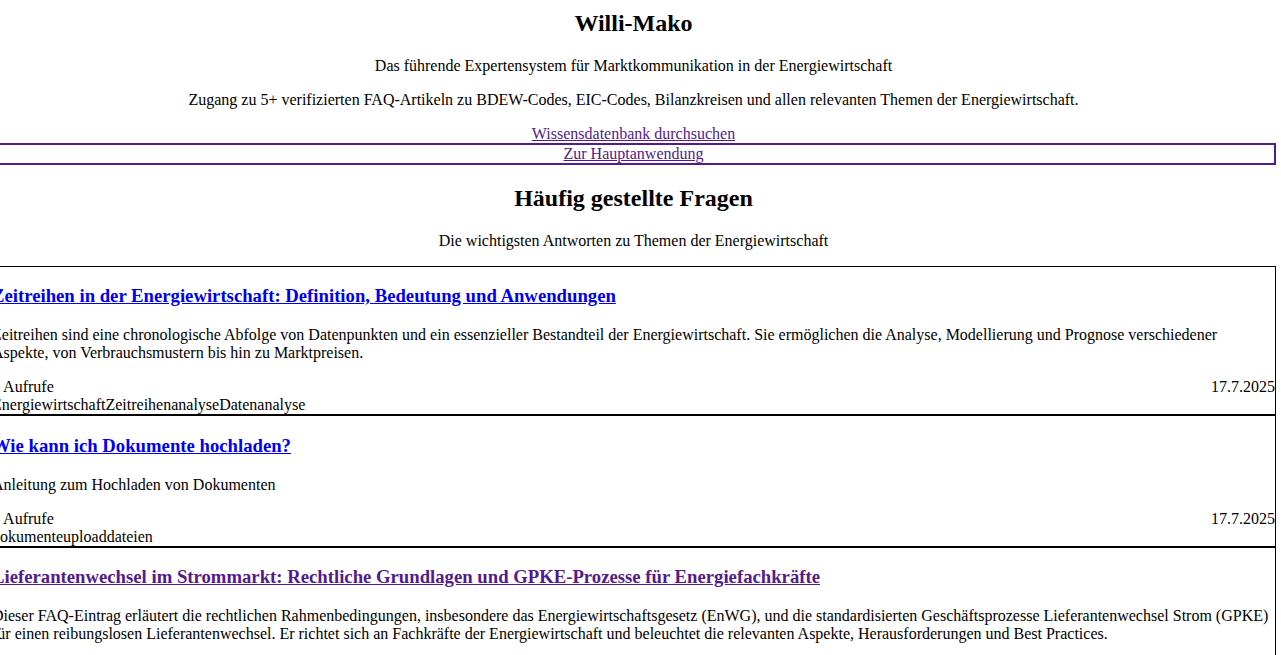 Willi-Mako
Das führende Expertensystem für Marktkommunikation in der Energiewirtschaft
Zugang zu 5+ verifizierten FAQ-Artikeln zu BDEW-Codes, EIC-Codes, Bilanzkreisen und allen relevanten Themen der Energiewirtschaft.
Wissensdatenbank durchsuchen
Zur Hauptanwendung
Häufig gestellte Fragen
Die wichtigsten Antworten zu Themen der Energiewirtschaft
Zeitreihen in der Energiewirtschaft: Definition, Bedeutung und Anwendungen
Zeitreihen sind eine chronologische Abfolge von Datenpunkten und ein essenzieller Bestandteil der Energiewirtschaft. Sie ermöglichen die Analyse, Modellierung und Prognose verschiedener
Aspekte, von Verbrauchsmustern bis hin zu Marktpreisen.
Aufrufe 17.7.2025
EnergiewirtschaftZeitreihenanalyseDatenanalyse
Wie kann ich Dokumente hochladen?
Anleitung zum Hochladen von Dokumenten
Aufrufe 17.7.2025
okumenteuploaddateien
Lieferantenwechsel im Strommarkt: Rechtliche Grundlagen und GPKE-Prozesse für Energiefachkräfte
Dieser FAQ-Eintrag erläutert die rechtlichen Rahmenbedingungen, insbesondere das Energiewirtschaftsgesetz (EnWG), und die standardisierten Geschäftsprozesse Lieferantenwechsel Strom (GPKE)
für einen reibungslosen Lieferantenwechsel. Er richtet sich an Fachkräfte der Energiewirtschaft und beleuchtet die relevanten Aspekte, Herausforderungen und Best Practices.